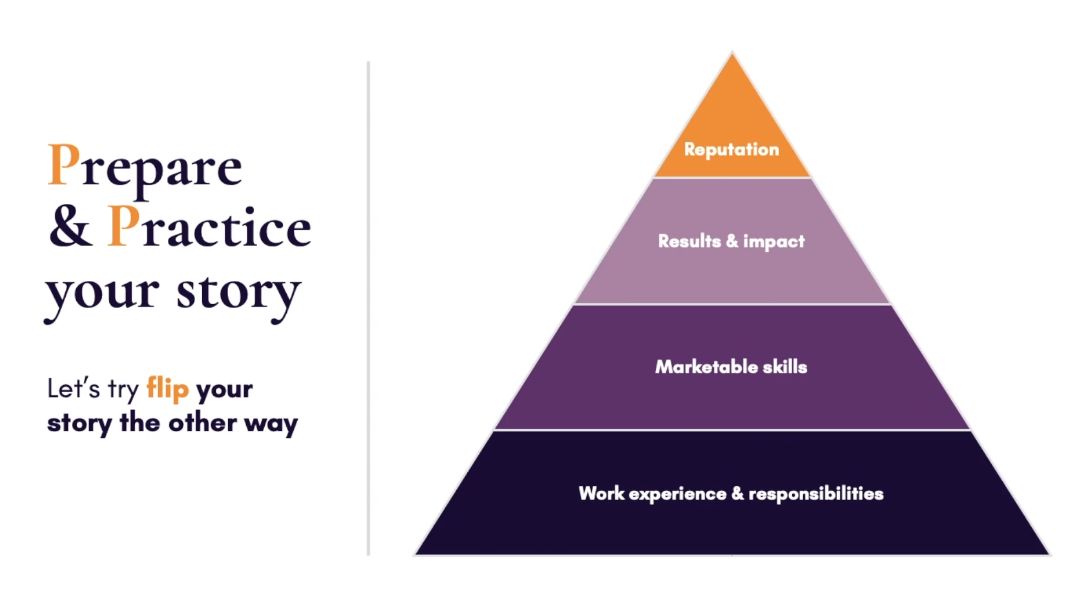 Prepare
& Practice
your story
Let's try flip your
story the other way
Reputation
Results & impact
Marketable skills
Work experience & responsibilities